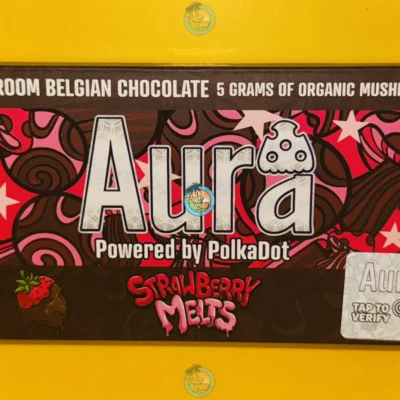 ROOM BELGIAN CHOCOLATE 5 GRAMS OF ORGANIC MUSH
Aura
Powered by PolkaDot
STRAWBERRY
MELTS
Au
TAP TO
VERIFY